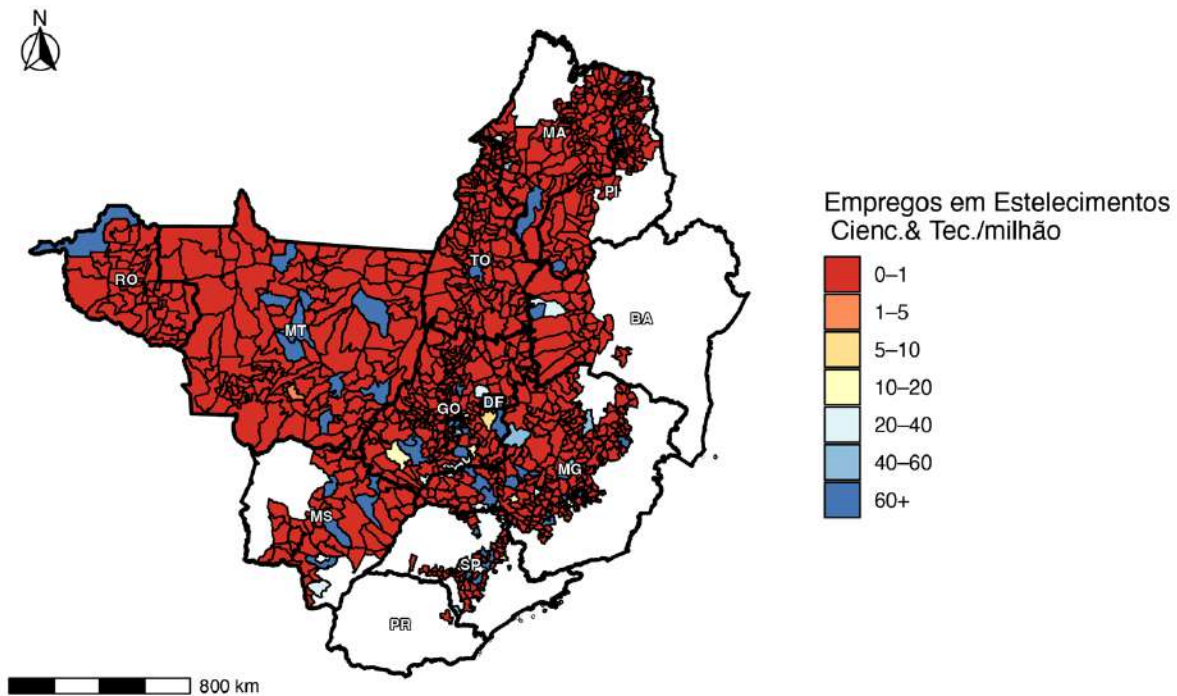 N
MA
PI
TO
RO
BA
MT
GO
DF
MG
MS
SP
PR
800 km
Empregos em Estelecimentos
Cienc.& Tec./milhão
0–1
1–5
5–10
10–20
20–40
40–60
60+